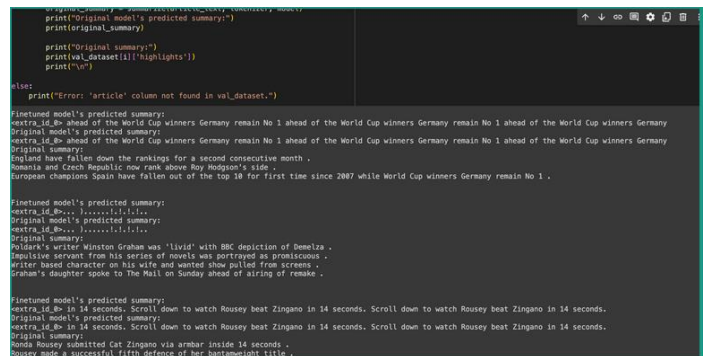 original_summary = summarize(article_text, tokenizer, model)
print("Original model's predicted summary:")
print(original_summary)
print("Original summary:")
print(val_dataset[i]['highlights'])
print("\n")
else:
print("Error: 'article' column not found in val_dataset.")
Finetuned model's predicted summary:
<extra_id_0> ahead of the World Cup winners Germany remain No 1 ahead of the World Cup winners Germany remain No 1 ahead of the World Cup winners Germany
Original model's predicted summary:
<extra_id_0> ahead of the World Cup winners Germany remain No 1 ahead of the World Cup winners Germany remain No 1 ahead of the World Cup winners Germany
Original summary:
England have fallen down the rankings for a second consecutive month .
Romania and Czech Republic now rank above Roy Hodgson's side .
European champions Spain have fallen out of the top 10 for first time since 2007 while World Cup winners Germany remain No 1 .
Finetuned model's predicted summary:
<extra_id_0>... )......!.!.!.!..
Original model's predicted summary:
<extra_id_0>... )......!.!.!.!..
Original summary:
Poldark's writer Winston Graham was 'livid' with BBC depiction of Demelza .
Impulsive servant from his series of novels was portrayed as promiscuous .
Writer based character on his wife and wanted show pulled from screens .
Graham's daughter spoke to The Mail on Sunday ahead of airing of remake .
Finetuned model's predicted summary:
<extra_id_0> in 14 seconds. Scroll down to watch Rousey beat Zingano in 14 seconds. Scroll down to watch Rousey beat Zingano in 14 seconds.
Original model's predicted summary:
<extra_id_0> in 14 seconds. Scroll down to watch Rousey beat Zingano in 14 seconds. Scroll down to watch Rousey beat Zingano in 14 seconds.
Original summary:
Ronda Rousey submitted Cat Zingano via armbar inside 14 seconds .
Rousey made a successful fifth defence of her bantamweight title .